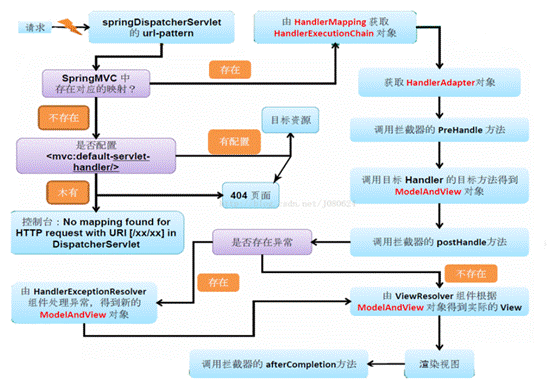 请求
springDispatcherServlet
的 url-pattern
由 HandlerMapping 获取
HandlerExecutionChain 对象
SpringMVC 中
存在对应的映射？
存在
获取 HandlerAdapter对象
不存在
目标资源
调用拦截器的 PreHandle 方法
是否配置
<mvc:default-servlet-
handler/>
有配置
调用目标 Handler 的目标方法得到
ModelAndView 对象
木有
404 页面
控制台：No mapping found for
HTTP request with URI [/xx/xx] in
DispatcherServlet
是否存在异常
调用拦截器的 postHandle方法
存在
不存在
由 HandlerExceptionResolver
组件处理异常，得到新的
ModelAndView 对象
由 ViewResolver 组件根据
ModelAndView 对象得到实际的 View
调用拦截器的 afterCompletion方法
渲染视图